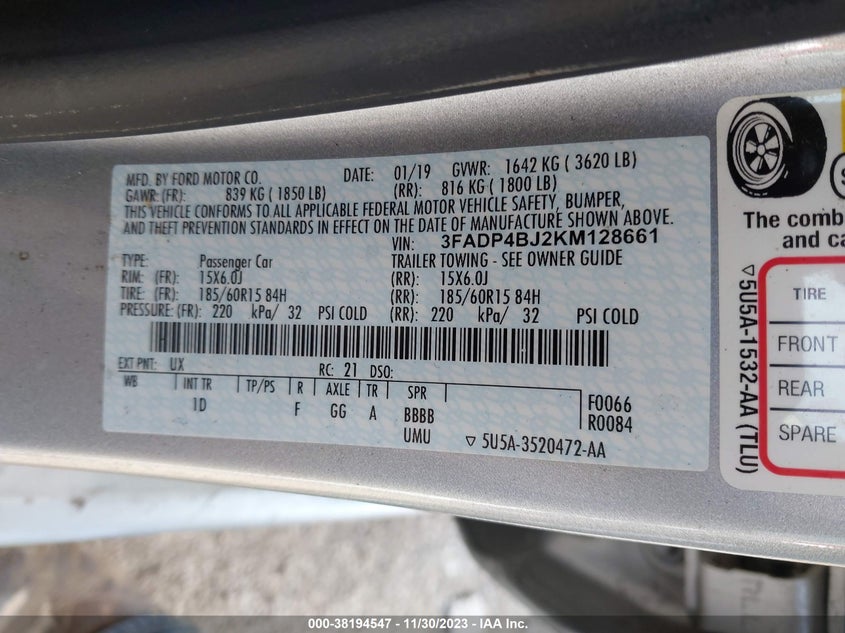 MFD. BY FORD MOTOR CO. DATE: 01/19 GVWR: 1642 KG ( 3620 LB)
GAWR: (FR): 839 KG ( 1850 LB) (RR): 816 KG ( 1800 LB)
THIS VEHICLE CONFORMS TO ALL APPLICABLE FEDERAL MOTOR VEHICLE SAFETY, BUMPER,
AND THEFT PREVENTION STANDARDS IN EFFECT ON THE DATE OF MANUFACTURE SHOWN ABOVE.
VIN: 3FADP4BJ2KM128661
TYPE: Passenger Car TRAILER TOWING - SEE OWNER GUIDE
RIM: (FR): 15X6.0J (RR): 15X6.0J
TIRE: (FR): 185/60R15 84H (RR): 185/60R15 84H
PRESSURE: (FR): 220 kPa/ 32 PSI COLD (RR): 220 kPa/ 32 PSI COLD
EXT PNT: UX RC: 21 DSO:
WB INT TR TP/PS R AXLE TR SPR
1D F GG A BBBB
UMU
F0066
R0084
▽ 5U5A-3520472-AA
The comb
and ca
TIRE
FRONT
REAR
SPARE
▽ 5U5A-1532-AA (TLU)
000-38194547 - 11/30/2023 - IAA Inc.